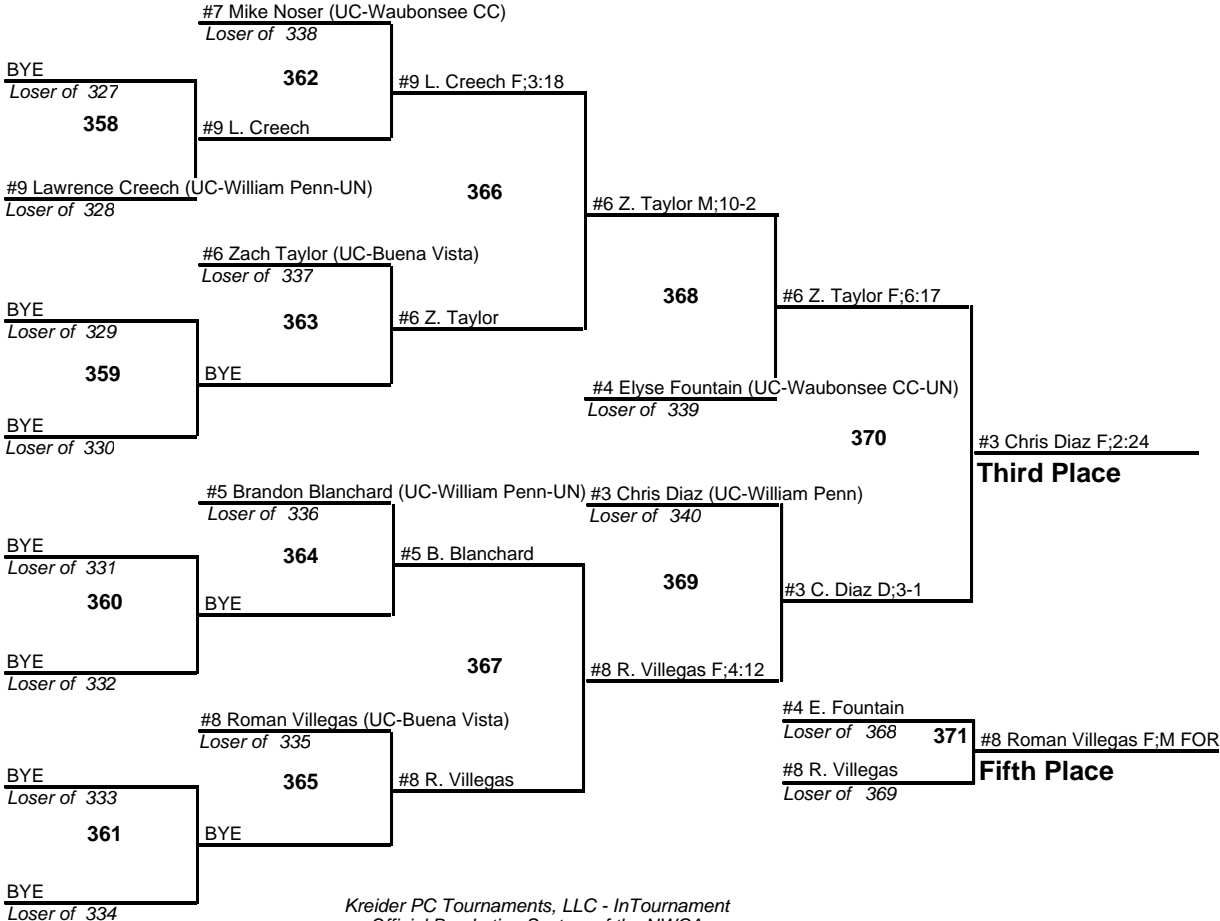 #7 Mike Noser (UC-Waubonsee CC)
Loser of 338
362
BYE
Loser of 327
358
#9 L. Creech F;3:18
#9 L. Creech
#9 Lawrence Creech (UC-William Penn-UN)
Loser of 328
366
#6 Z. Taylor M;10-2
#6 Zach Taylor (UC-Buena Vista)
Loser of 337
363
BYE
Loser of 329
359
#6 Z. Taylor
BYE
BYE
Loser of 330
368
#6 Z. Taylor F;6:17
#4 Elyse Fountain (UC-Waubonsee CC-UN)
Loser of 339
370
#3 Chris Diaz F;2:24
Third Place
#5 Brandon Blanchard (UC-William Penn-UN)
Loser of 336
364
#3 Chris Diaz (UC-William Penn)
Loser of 340
BYE
Loser of 331
360
#5 B. Blanchard
369
BYE
#3 C. Diaz D;3-1
BYE
Loser of 332
367
#8 R. Villegas F;4:12
#8 Roman Villegas (UC-Buena Vista)
Loser of 335
365
#4 E. Fountain
Loser of 368
371
#8 Roman Villegas F;M FOR
Fifth Place
#8 R. Villegas
Loser of 369
BYE
Loser of 333
361
#8 R. Villegas
BYE
BYE
Loser of 334
Kreider PC Tournaments, LLC - InTournament